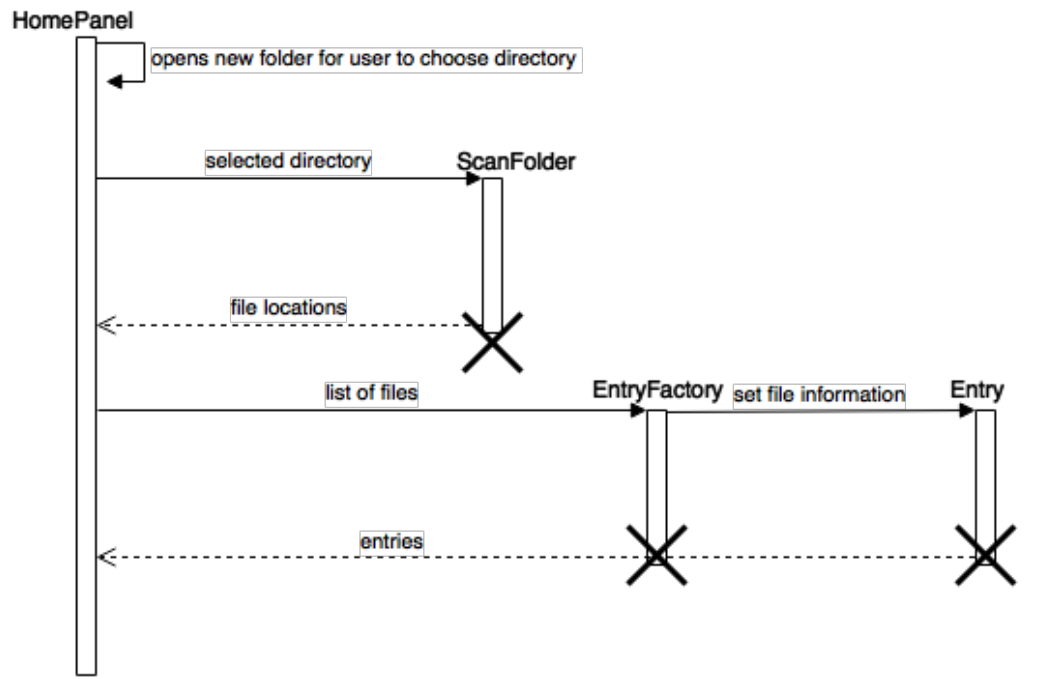 HomePanel
opens new folder for user to choose directory
selected directory
ScanFolder
file locations
list of files
EntryFactory
set file information
Entry
entries